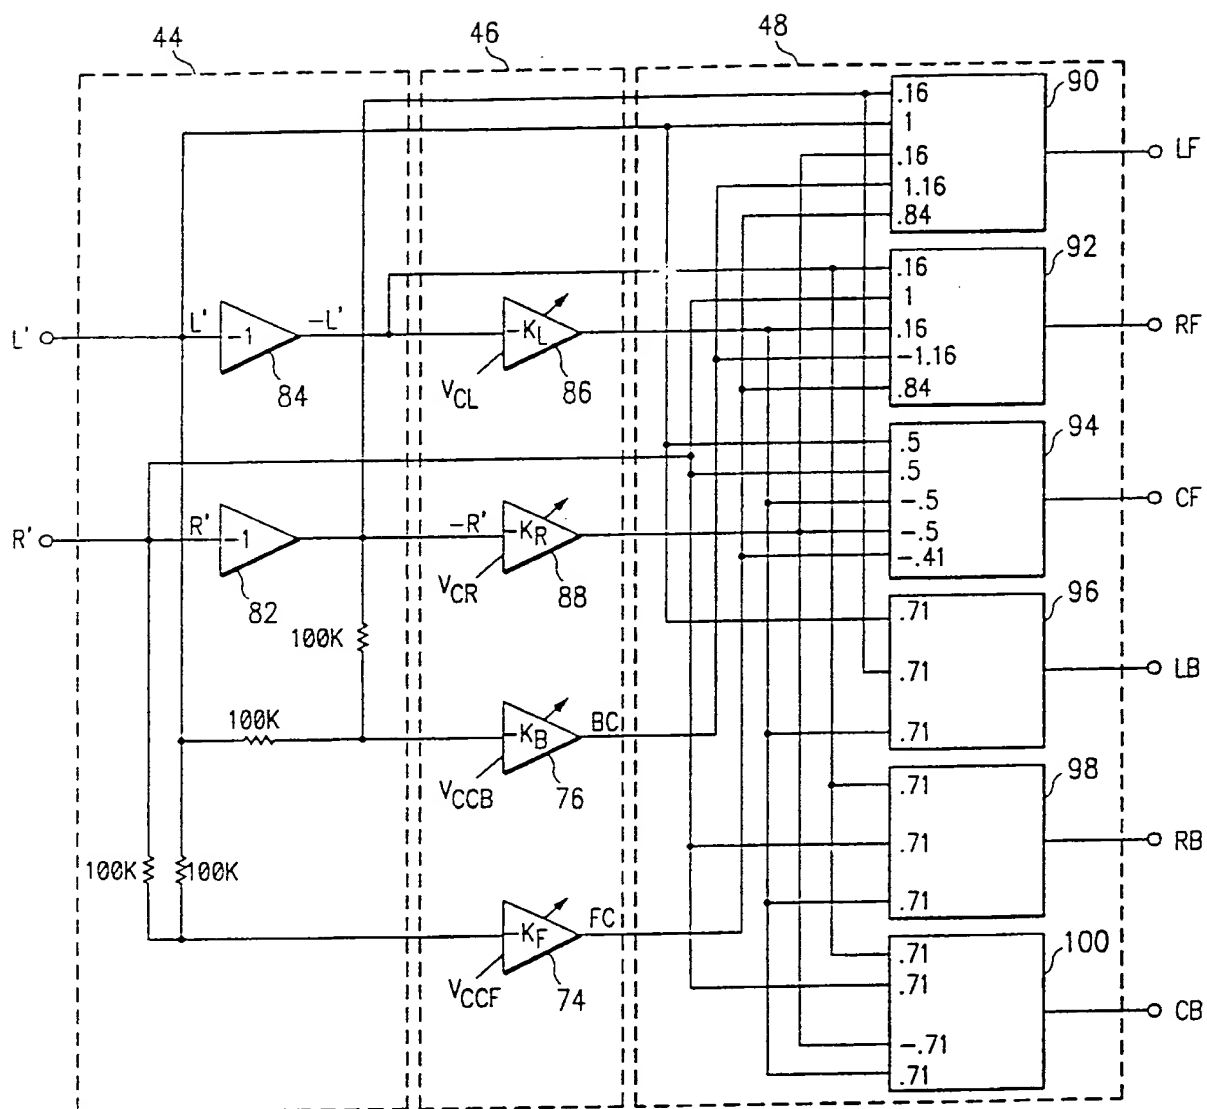 44
46
48
.16
1
.16
1.16
.84
90
LF
.16
1
.16
-1.16
.84
92
RF
L'
L'
-1
-L'
84
-KL
VCL
86
.5
.5
-.5
-.5
-.41
94
CF
R'
R'
-1
82
-R'
-KR
VCR
88
100K
.71
.71
.71
96
LB
100K
-KB
BC
VCCB
76
.71
.71
.71
98
RB
100K
100K
-KF
FC
VCCF
74
.71
.71
-.71
.71
100
CB